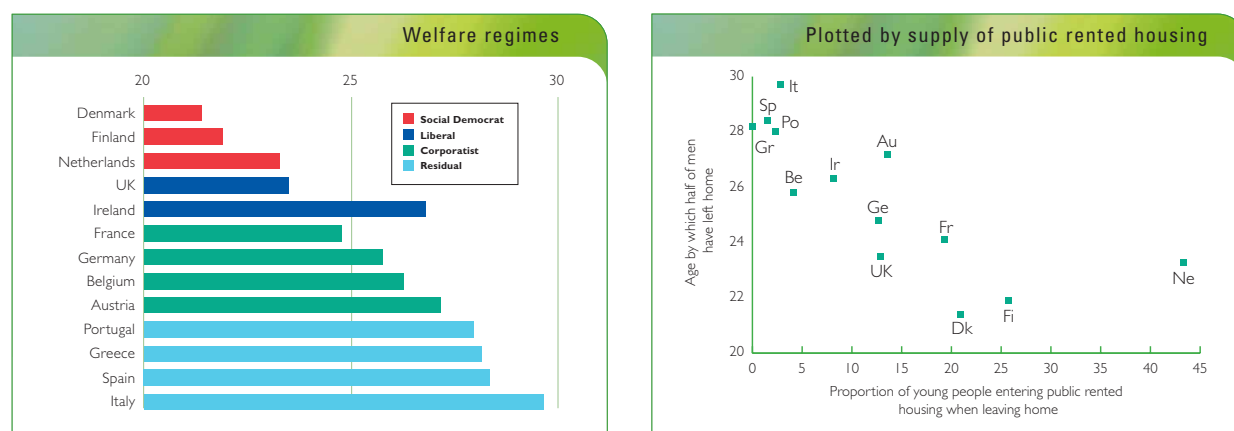 Welfare regimes
20 25 30
Denmark
Finland
Netherlands
UK
Ireland
France
Germany
Belgium
Austria
Portugal
Greece
Spain
Italy
Social Democrat
Liberal
Corporatist
Residual
Plotted by supply of public rented housing
Age by which half of men
have left home
30
28
26
24
22
20
It
Sp
Po
Gr
Au
Ir
Be
Ge
Fr
UK
Ne
Dk
Fi
0 5 10 15 20 25 30 35 40 45
Proportion of young people entering public rented
housing when leaving home